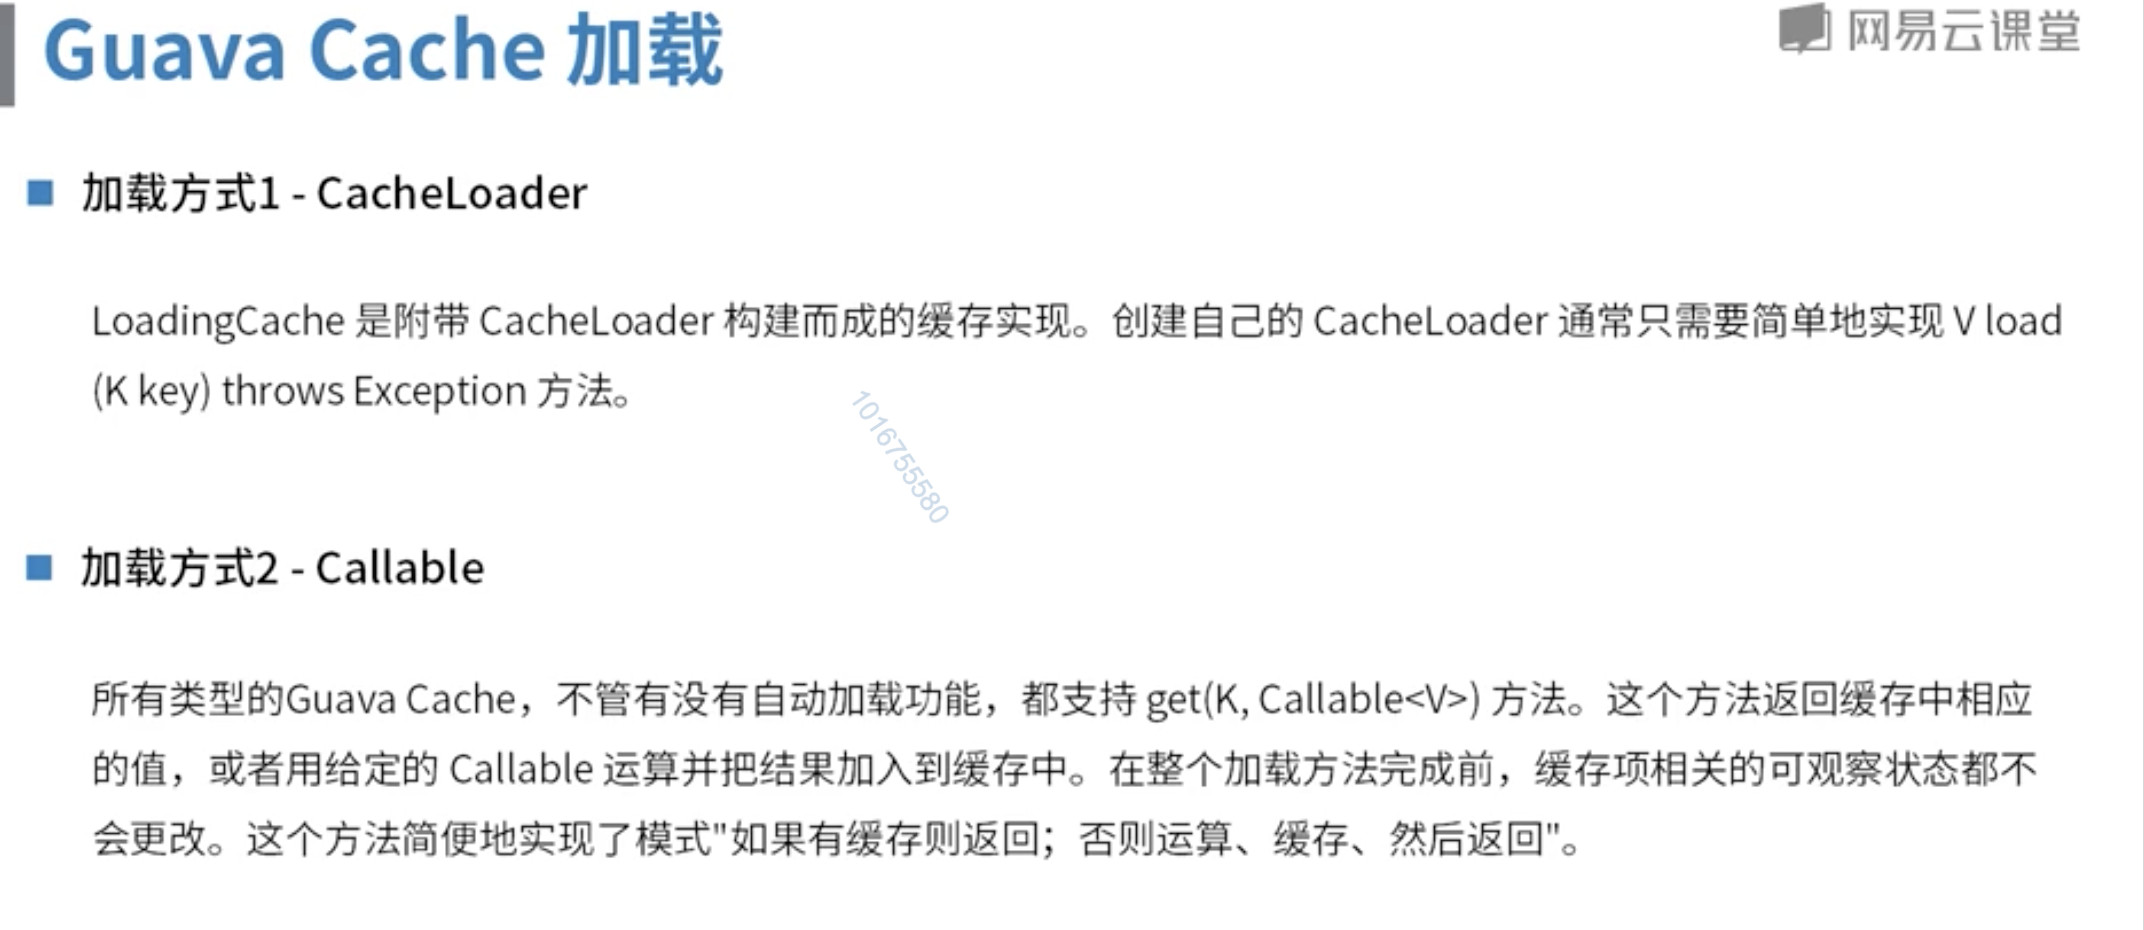 Guava Cache 加载
网易云课堂
加载方式1 - CacheLoader
LoadingCache 是附带 CacheLoader 构建而成的缓存实现。创建自己的 CacheLoader 通常只需要简单地实现 V load
(K key) throws Exception 方法。
1016755580
加载方式2 - Callable
所有类型的Guava Cache，不管有没有自动加载功能，都支持 get(K, Callable<V>) 方法。这个方法返回缓存中相应
的值，或者用给定的 Callable 运算并把结果加入到缓存中。在整个加载方法完成前，缓存项相关的可观察状态都不
会更改。这个方法简便地实现了模式"如果有缓存则返回；否则运算、缓存、然后返回"。